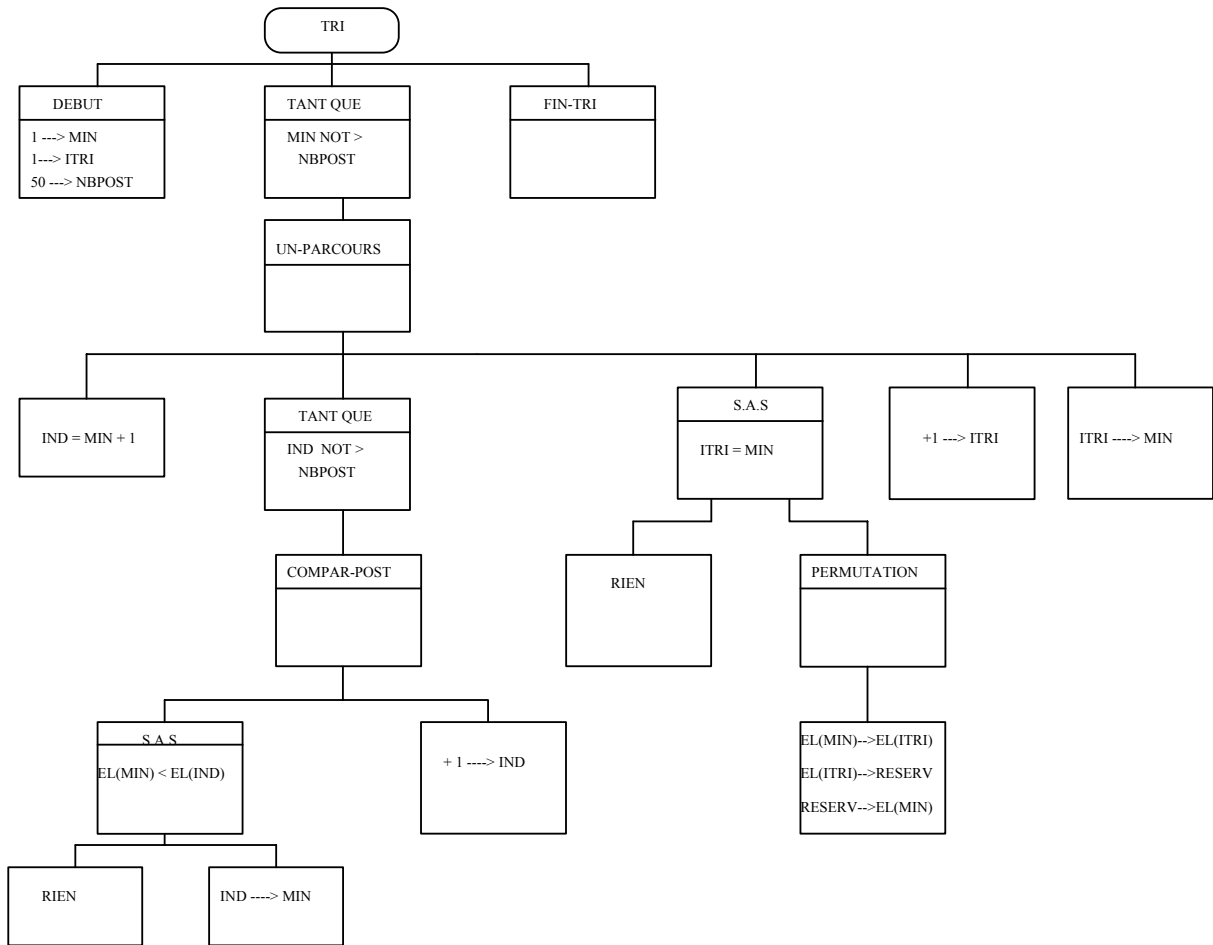 TRI
DEBUT
1 ---> MIN
1---> ITRI
50 ---> NBPOST
TANT QUE
MIN NOT >
NBPOST
FIN-TRI
UN-PARCOURS
IND = MIN + 1
TANT QUE
IND NOT >
NBPOST
S.A.S
ITRI = MIN
+1 ---> ITRI
ITRI ----> MIN
COMPAR-POST
RIEN
PERMUTATION
S.A.S
EL(MIN) < EL(IND)
+ 1 ----> IND
EL(MIN)-->EL(ITRI)
EL(ITRI)-->RESERV
RESERV-->EL(MIN)
RIEN
IND ----> MIN